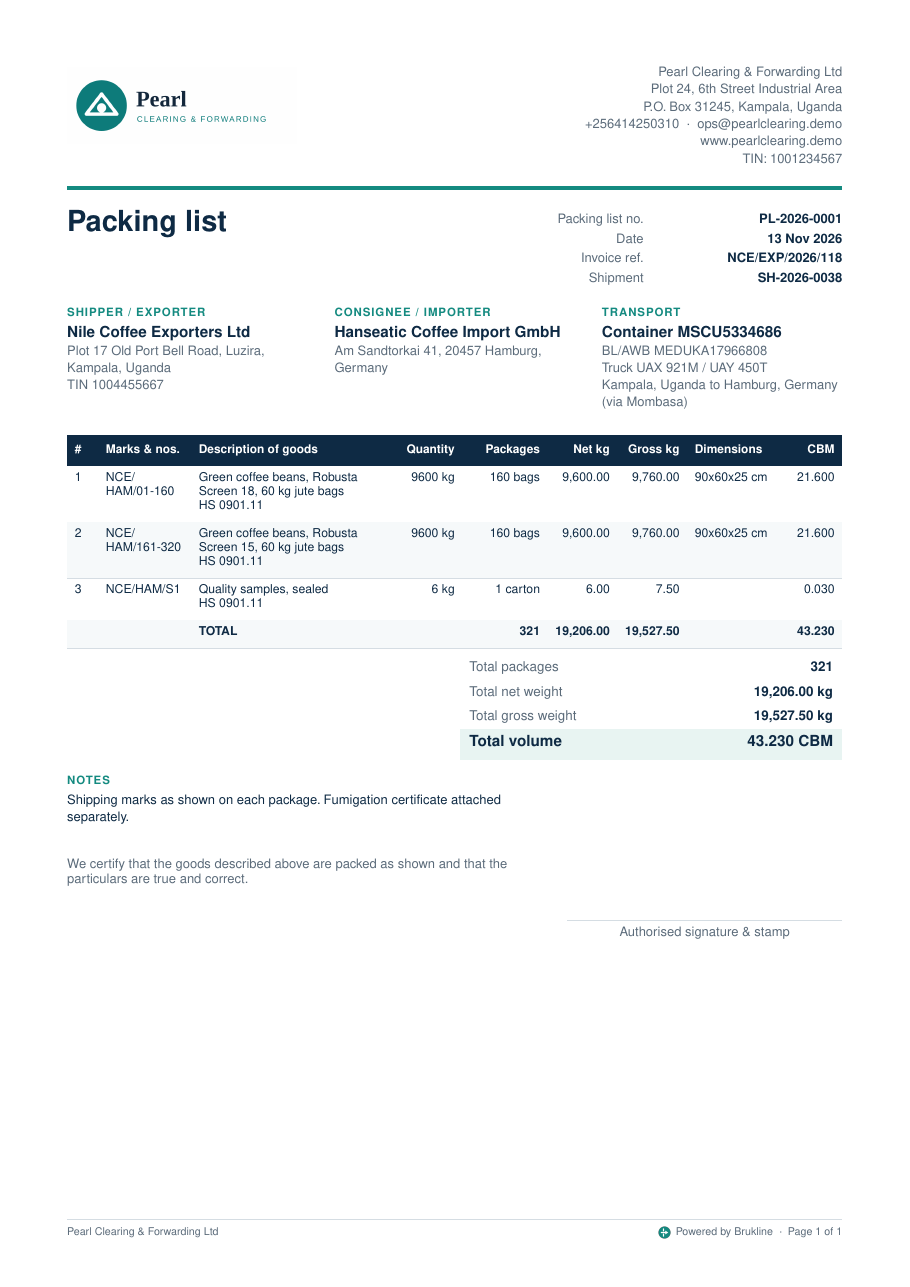 Pearl
CLEARING & FORWARDING
Pearl Clearing & Forwarding Ltd
Plot 24, 6th Street Industrial Area
P.O. Box 31245, Kampala, Uganda
+256414250310 · ops@pearlclearing.demo
www.pearlclearing.demo
TIN: 1001234567
Packing list
Packing list no. PL-2026-0001
Date 13 Nov 2026
Invoice ref. NCE/EXP/2026/118
Shipment SH-2026-0038
SHIPPER / EXPORTER
Nile Coffee Exporters Ltd
Plot 17 Old Port Bell Road, Luzira,
Kampala, Uganda
TIN 1004455667
CONSIGNEE / IMPORTER
Hanseatic Coffee Import GmbH
Am Sandtorkai 41, 20457 Hamburg,
Germany
TRANSPORT
Container MSCU5334686
BL/AWB MEDUKA17966808
Truck UAX 921M / UAY 450T
Kampala, Uganda to Hamburg, Germany
(via Mombasa)
# Marks & nos. Description of goods Quantity Packages Net kg Gross kg Dimensions CBM
1 NCE/ Green coffee beans, Robusta 9600 kg 160 bags 9,600.00 9,760.00 90x60x25 cm 21.600
HAM/01-160 Screen 18, 60 kg jute bags
HS 0901.11
2 NCE/ Green coffee beans, Robusta 9600 kg 160 bags 9,600.00 9,760.00 90x60x25 cm 21.600
HAM/161-320 Screen 15, 60 kg jute bags
HS 0901.11
3 NCE/HAM/S1 Quality samples, sealed 6 kg 1 carton 6.00 7.50 0.030
HS 0901.11
TOTAL 321 19,206.00 19,527.50 43.230
Total packages 321
Total net weight 19,206.00 kg
Total gross weight 19,527.50 kg
Total volume 43.230 CBM
NOTES
Shipping marks as shown on each package. Fumigation certificate attached
separately.
We certify that the goods described above are packed as shown and that the
particulars are true and correct.
Authorised signature & stamp
Pearl Clearing & Forwarding Ltd
Powered by Brukline · Page 1 of 1